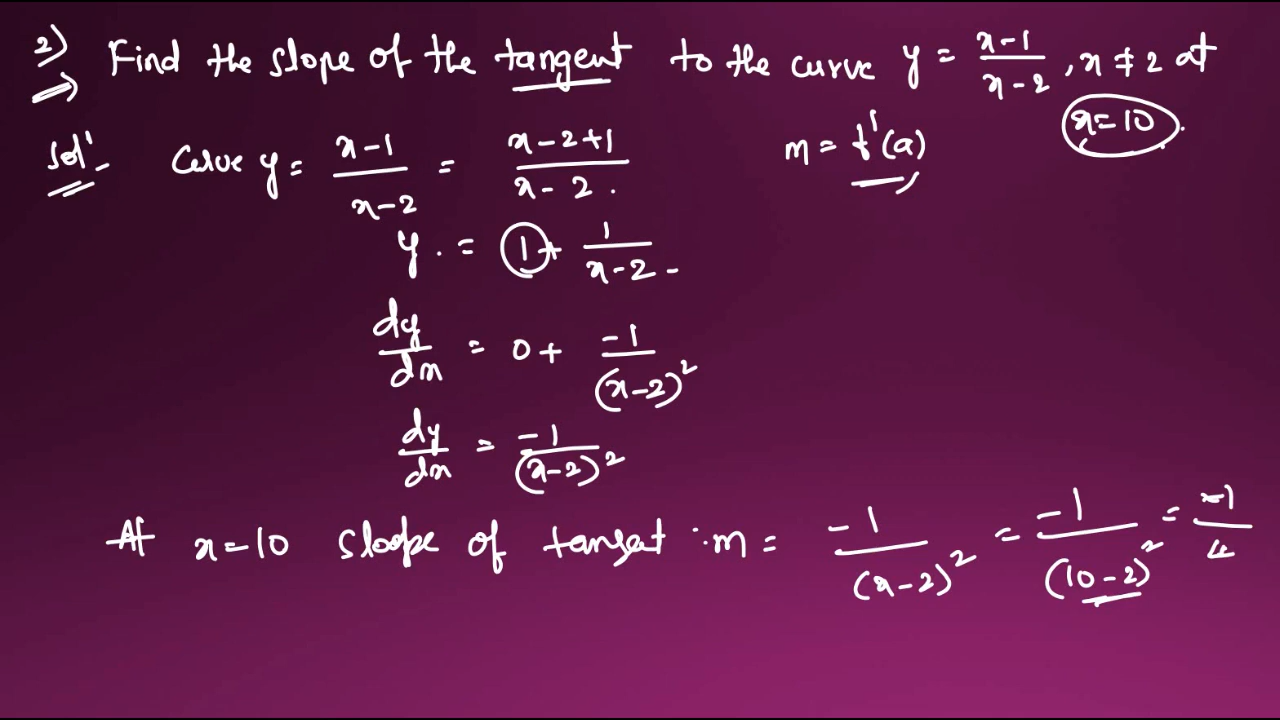 2) Find the slope of the tangent to the curve y = x-1/x-2, x ≠ 2 at
x=10.
Sol'- Curve y = x-1/x-2 = x-2+1/x-2. m = f'(a)
y. = 1 + 1/x-2-
dy/dx = 0 + -1/(x-2)²
dy/dx = -1/(x-2)²
At x=10 slope of tangent ∴ m = -1/(x-2)² = -1/(10-2)² = -1/4